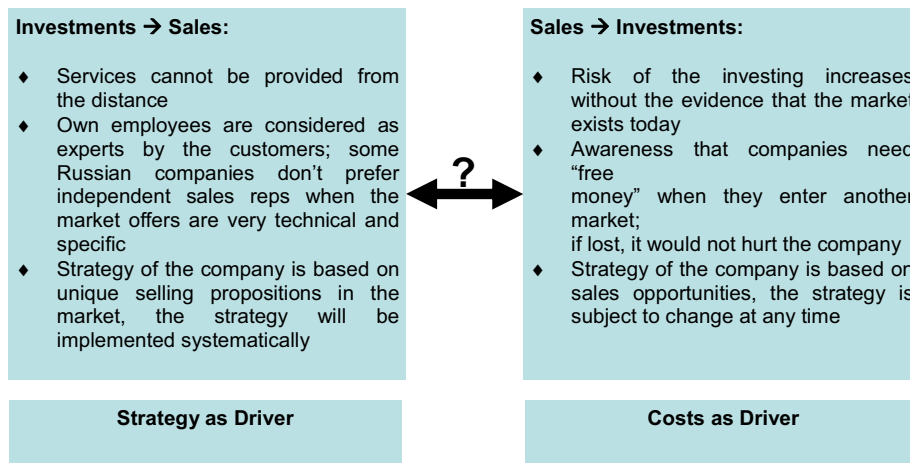 Investments → Sales:
♦ Services cannot be provided from
the distance
♦ Own employees are considered as
experts by the customers; some
Russian companies don't prefer
independent sales reps when the
market offers are very technical and
specific
♦ Strategy of the company is based on
unique selling propositions in the
market, the strategy will be
implemented systematically
?
Sales → Investments:
♦ Risk of the investing increases
without the evidence that the market
exists today
♦ Awareness that companies need
“free
money” when they enter another
market;
if lost, it would not hurt the company
♦ Strategy of the company is based on
sales opportunities, the strategy is
subject to change at any time
Strategy as Driver
Costs as Driver